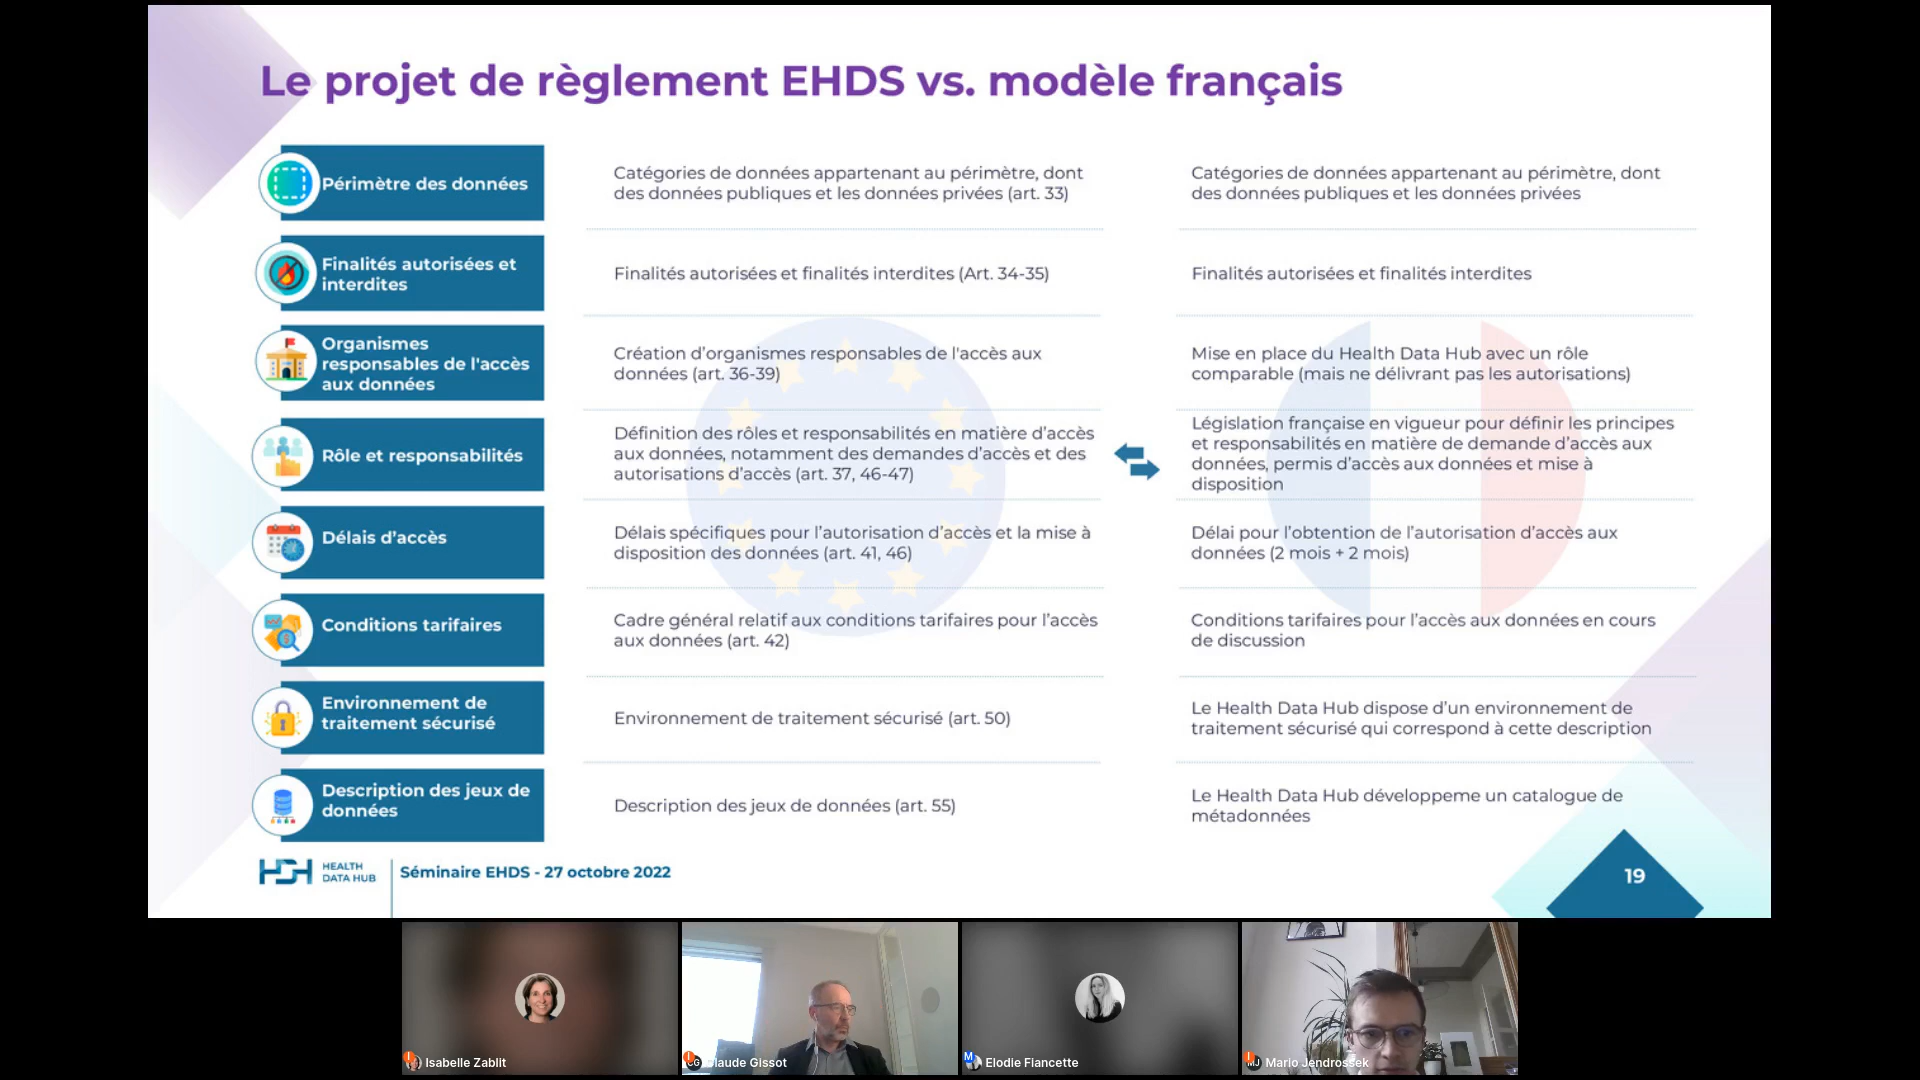 Le projet de règlement EHDS vs. modèle français
Périmètre des données
Catégories de données appartenant au périmètre, dont
des données publiques et les données privées (art. 33)
Catégories de données appartenant au périmètre, dont
des données publiques et les données privées
Finalités autorisées et
interdites
Finalités autorisées et finalités interdites (Art. 34-35)
Finalités autorisées et finalités interdites
Organismes
responsables de l'accès
aux données
Création d'organismes responsables de l'accès aux
données (art. 36-39)
Mise en place du Health Data Hub avec un rôle
comparable (mais ne délivrant pas les autorisations)
Rôle et responsabilités
Définition des rôles et responsabilités en matière d'accès
aux données, notamment des demandes d'accès et des
autorisations d'accès (art. 37, 46-47)
Législation française en vigueur pour définir les principes
et responsabilités en matière de demande d'accès aux
données, permis d'accès aux données et mise à
disposition
Délais d'accès
Délais spécifiques pour l'autorisation d'accès et la mise à
disposition des données (art. 41, 46)
Délai pour l'obtention de l'autorisation d'accès aux
données (2 mois + 2 mois)
Conditions tarifaires
Cadre général relatif aux conditions tarifaires pour l'accès
aux données (art. 42)
Conditions tarifaires pour l'accès aux données en cours
de discussion
Environnement de
traitement sécurisé
Environnement de traitement sécurisé (art. 50)
Le Health Data Hub dispose d'un environnement de
traitement sécurisé qui correspond à cette description
Description des jeux de
données
Description des jeux de données (art. 55)
Le Health Data Hub développeme un catalogue de
métadonnées
HDH
HEALTH
DATA HUB
Séminaire EHDS - 27 octobre 2022
19
Isabelle Zablit
Claude Gissot
M
Elodie Fiancette
MJ
Mario Jendrossek